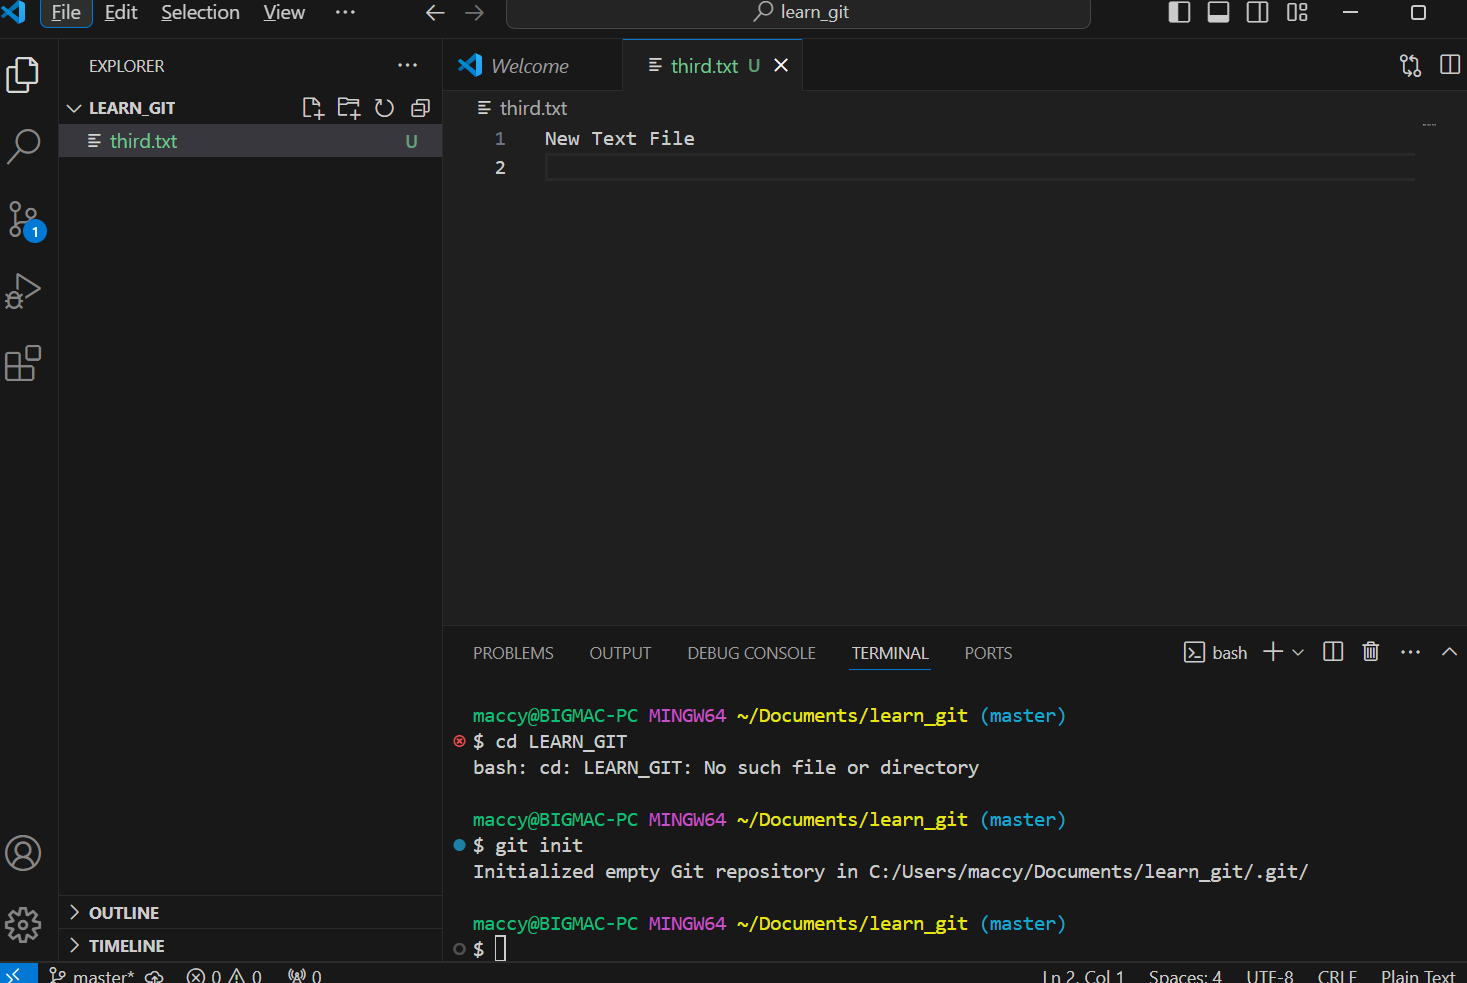 File Edit Selection View ··· learn_git
EXPLORER ···
LEARN_GIT
third.txt U
Welcome
third.txt U
third.txt
1 New Text File
2
1
PROBLEMS OUTPUT DEBUG CONSOLE TERMINAL PORTS bash ···
maccy@BIGMAC-PC MINGW64 ~/Documents/learn_git (master)
$ cd LEARN_GIT
bash: cd: LEARN_GIT: No such file or directory
maccy@BIGMAC-PC MINGW64 ~/Documents/learn_git (master)
$ git init
Initialized empty Git repository in C:/Users/maccy/Documents/learn_git/.git/
maccy@BIGMAC-PC MINGW64 ~/Documents/learn_git (master)
$
OUTLINE
TIMELINE
master* 0 0 0 Ln 2, Col 1 Spaces: 4 UTF-8 CRLF Plain Text